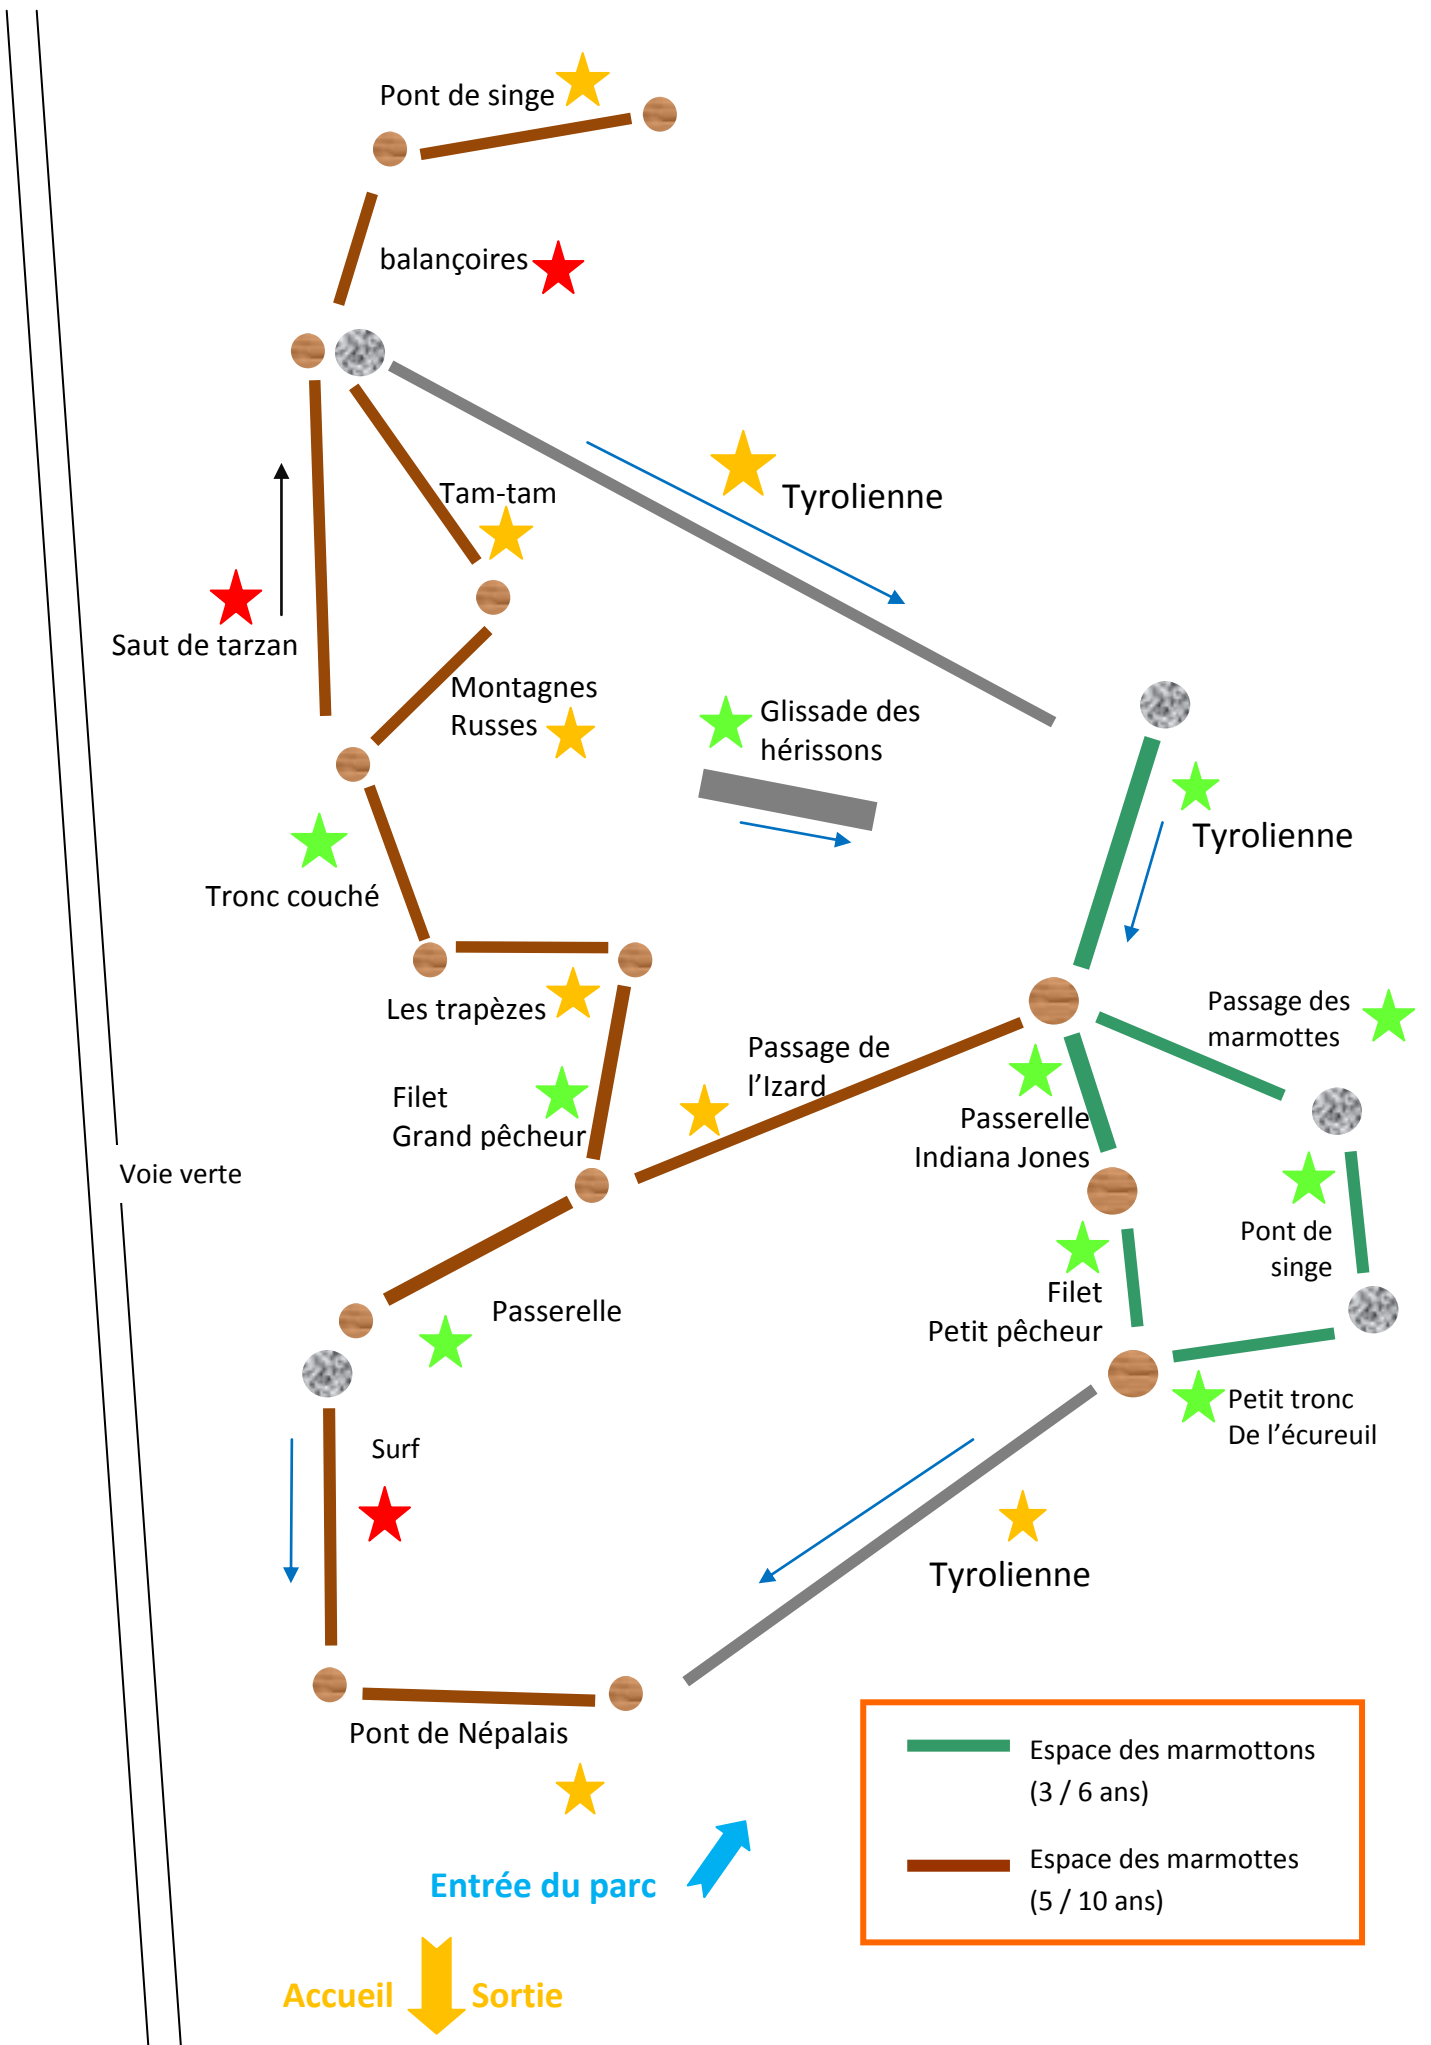 Pont de singe
balançoires
Tam-tam
Tyrolienne
Saut de tarzan
Montagnes
Russes
Glissade des
hérissons
Tyrolienne
Tronc couché
Les trapèzes
Passage des
marmottes
Passage de
l'Izard
Filet
Grand pêcheur
Passerelle
Indiana Jones
Voie verte
Pont de
singe
Filet
Petit pêcheur
Passerelle
Petit tronc
De l'écureuil
Surf
Tyrolienne
Pont de Népalais
Espace des marmottons
(3 / 6 ans)
Espace des marmottes
(5 / 10 ans)
Entrée du parc
Accueil
Sortie